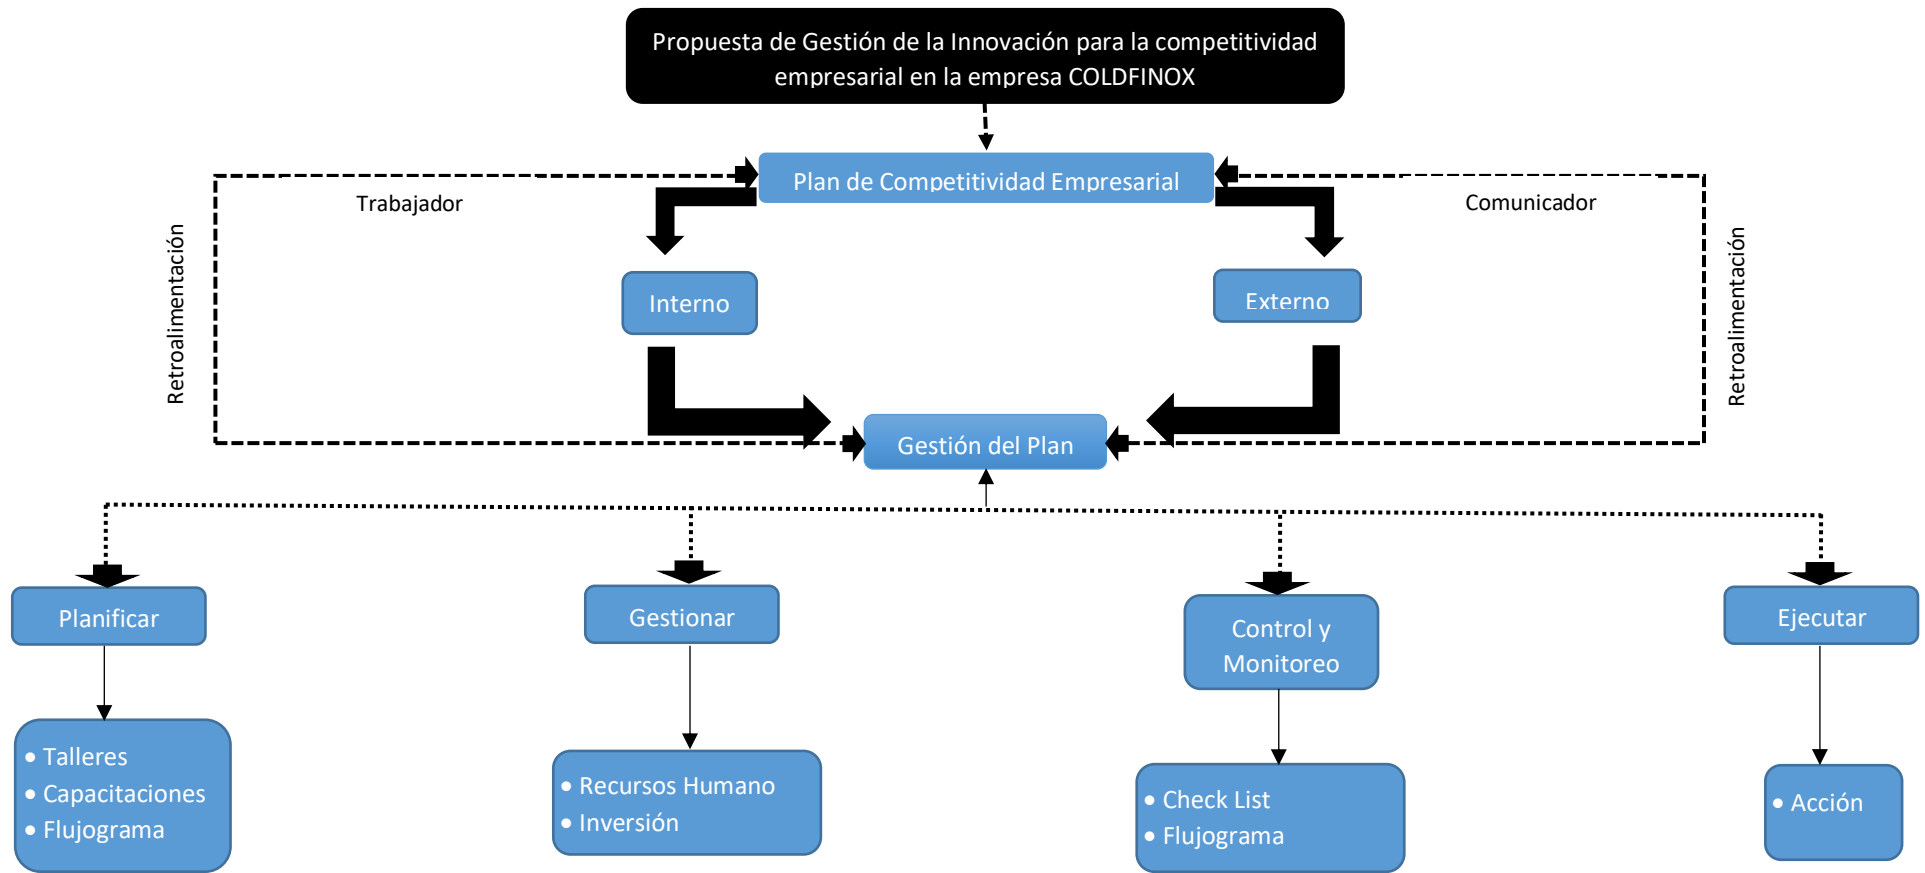 Propuesta de Gestión de la Innovación para la competitividad
empresarial en la empresa COLDFINOX
Plan de Competitividad Empresarial
Trabajador
Comunicador
Retroalimentación
Retroalimentación
Interno
Externo
Gestión del Plan
Planificar
Gestionar
Control y
Monitoreo
Ejecutar
• Talleres
• Capacitaciones
• Flujograma
• Recursos Humano
• Inversión
• Check List
• Flujograma
• Acción